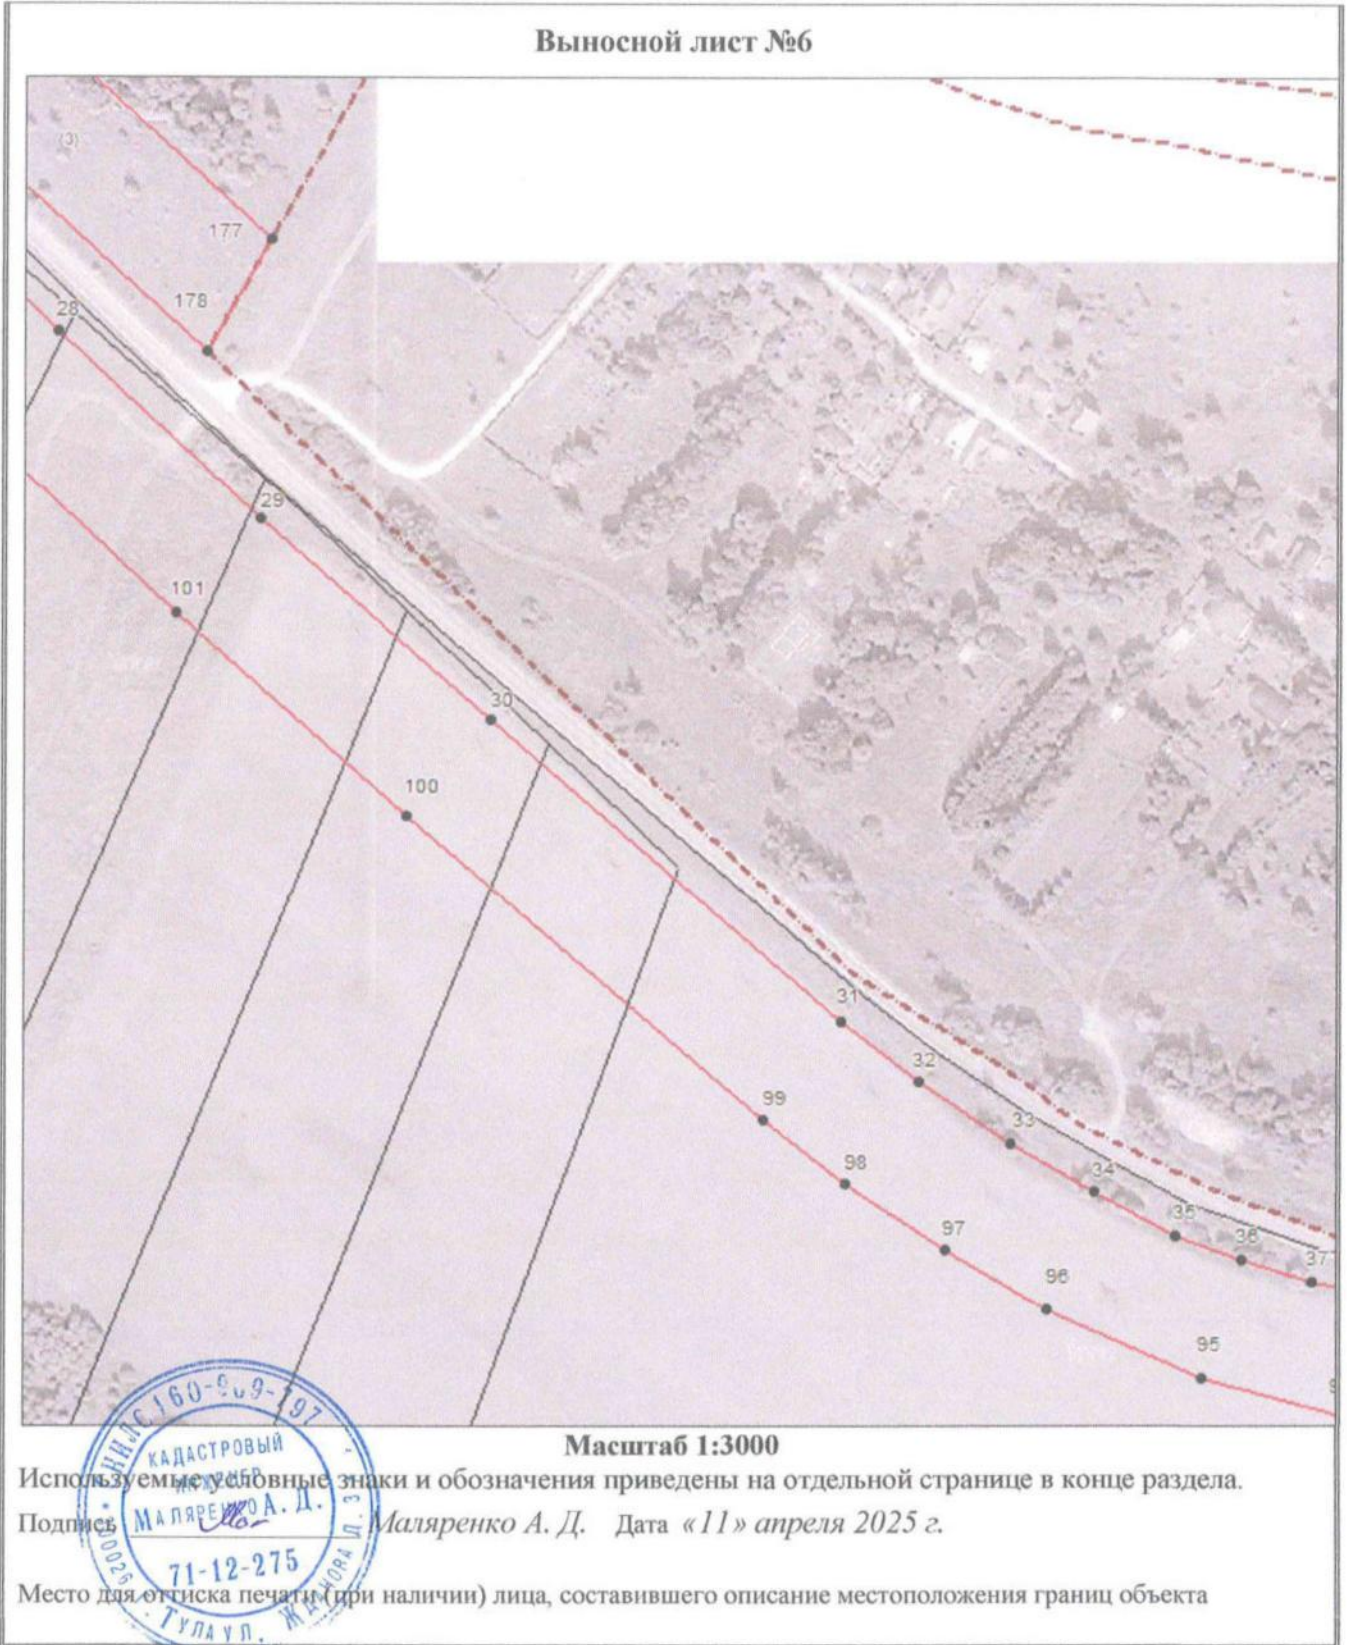 Выносной лист №6
(3)
177
178
28
29
101
30
100
31
32
99
33
98
34
35
97
36
37
96
95
Масштаб 1:3000
Используемые условные знаки и обозначения приведены на отдельной странице в конце раздела.
Подпись Маляренко А. Д. Дата «11» апреля 2025 г.
Место для оттиска печати (при наличии) лица, составившего описание местоположения границ объекта
КАДАСТРОВЫЙ
ИНЖЕНЕР
МАЛЯРЕНКО А. Д.
71-12-275